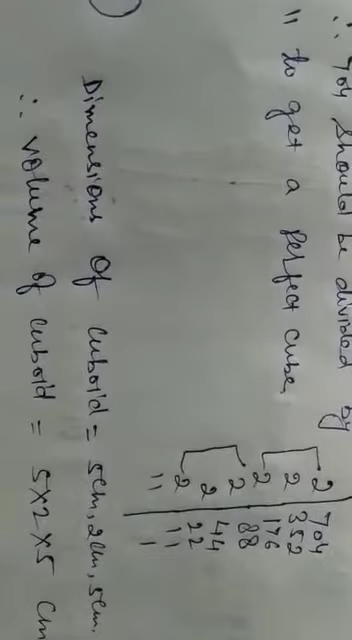 ∴ 704 should be divided by
11 to get a Perfect cube
2 704
2 352
2 176
2 88
2 44
2 22
11 11
1
Dimensions of cuboid = 5cm, 2cm, 5cm.
∴ volume of cuboid = 5×2×5 cm